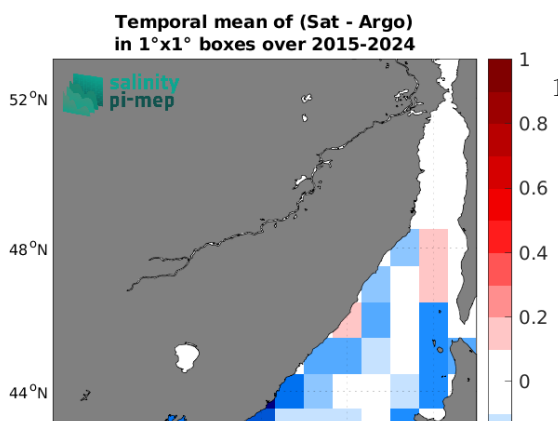 Temporal mean of (Sat - Argo)
in 1°x1° boxes over 2015-2024
salinity
pi-mep
52°N
48°N
44°N
1
0.8
0.6
0.4
0.2
0
1